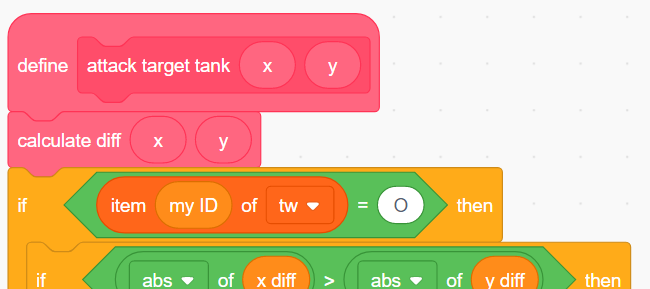 define attack target tank x y
calculate diff x y
if item my ID of tw = O then
if abs of x diff > abs of y diff then